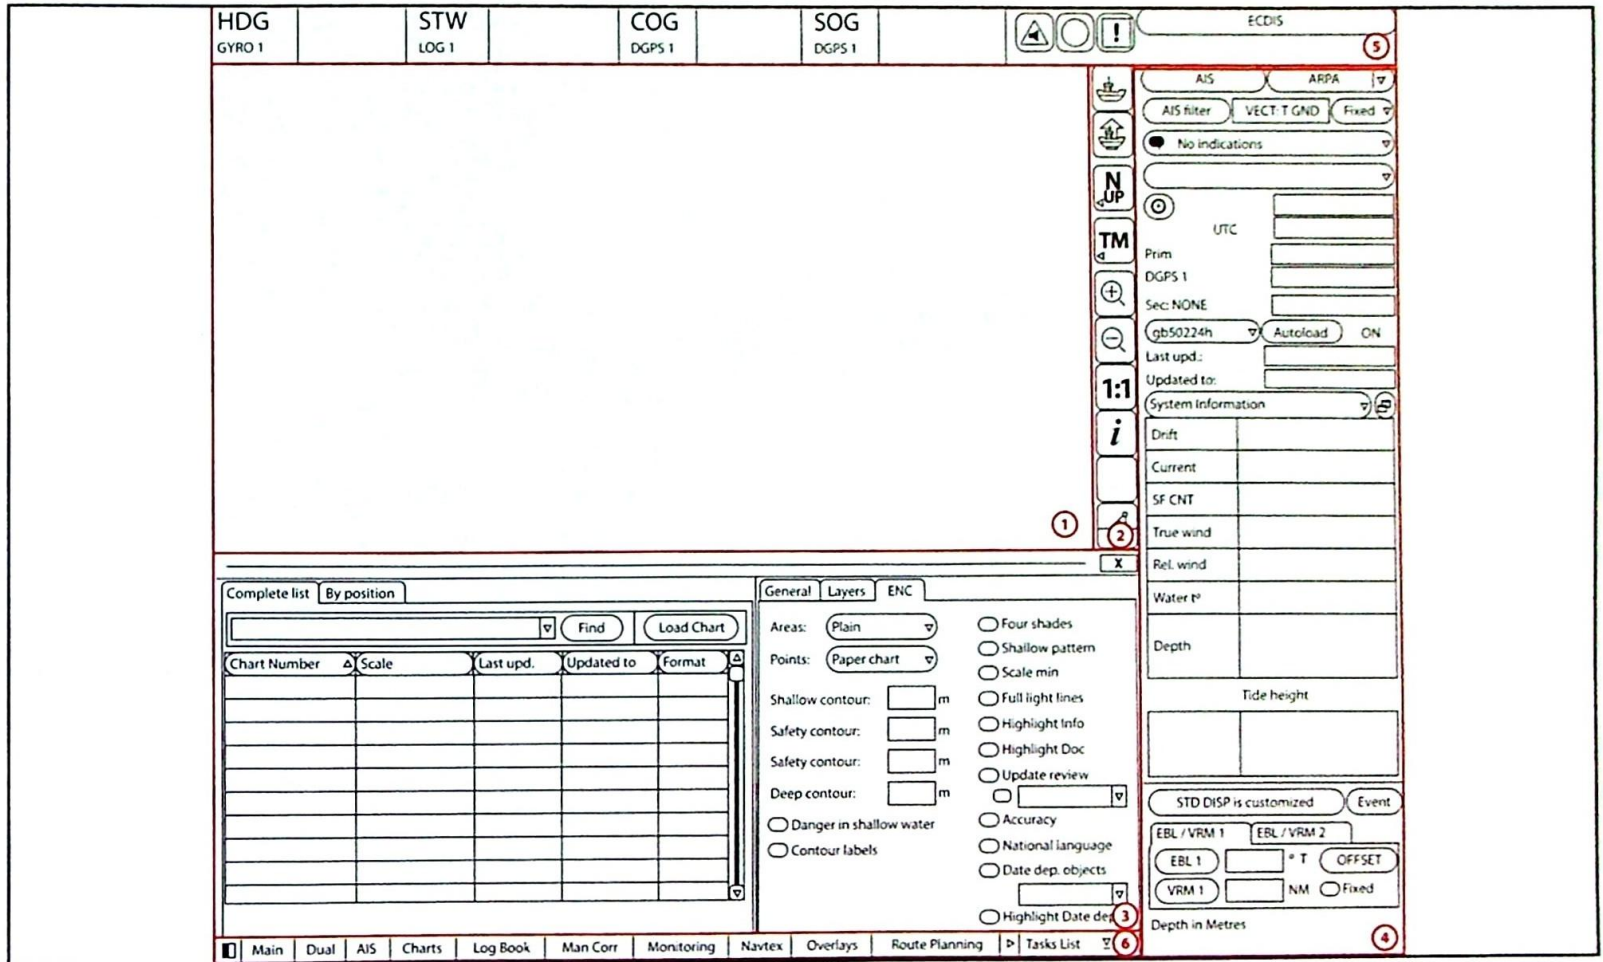 HDG STW COG SOG ECDIS
GYRO 1 LOG 1 DGPS 1 DGPS 1 ! 5
AIS ARPA
AIS filter VECT: T GND Fixed
No indications
N
UP
UTC
TM
Prim
DGPS 1
Sec: NONE
gb50224h Autoload ON
Last upd.:
1:1
Updated to:
System Information
i
Drift
Current
SF CNT
1
2
True wind
X
Rel. wind
Water tº
Depth
Tide height
STD DISP is customized Event
EBL / VRM 1 EBL / VRM 2
EBL 1 º T OFFSET
VRM 1 NM Fixed
Depth in Metres
4
Complete list By position
Find Load Chart
Chart Number Scale Last upd. Updated to Format
General Layers ENC
Areas: Plain
Points: Paper chart
Shallow contour: m
Safety contour: m
Safety contour: m
Deep contour: m
Danger in shallow water
Contour labels
Four shades
Shallow pattern
Scale min
Full light lines
Highlight Info
Highlight Doc
Update review
Accuracy
National language
Date dep. objects
Highlight Date dep
3
Main Dual AIS Charts Log Book Man Corr Monitoring Navtex Overlays Route Planning Tasks List 6